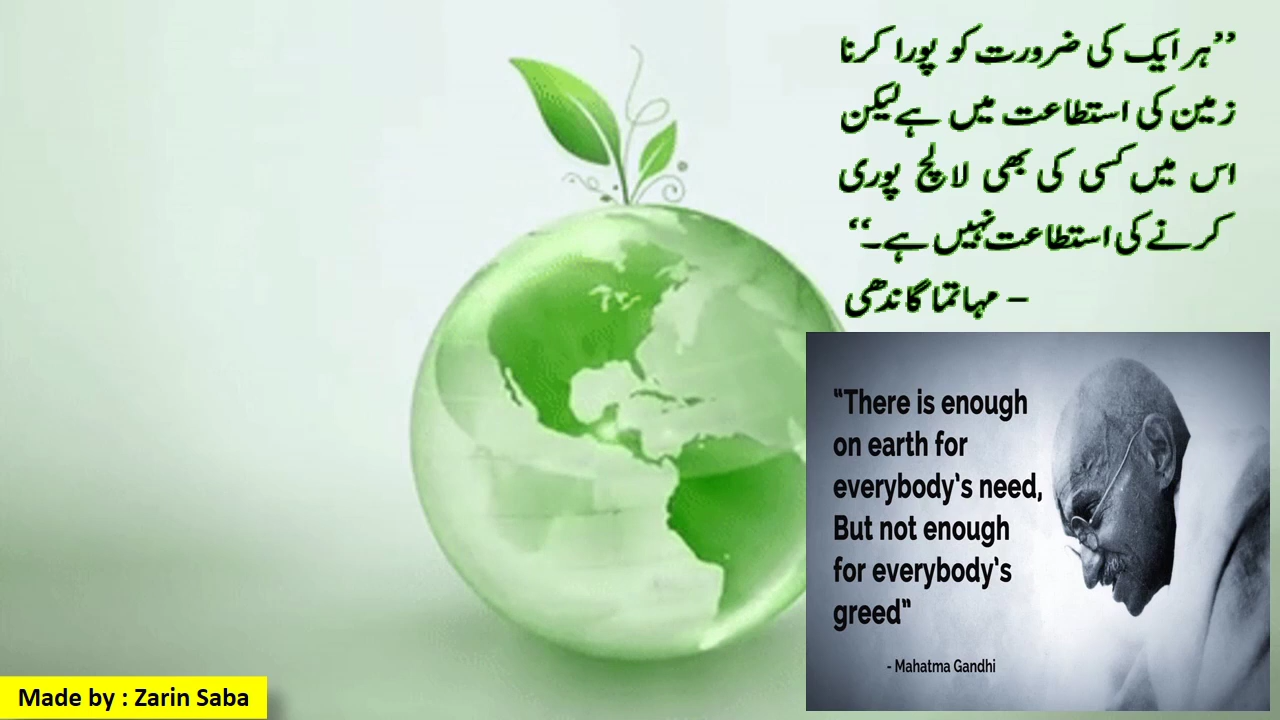 ’’ہر ایک کی ضرورت کو پورا کرنا
زمین کی استطاعت میں ہے لیکن
اس میں کسی کی بھی لالچ پوری
کرنے کی استطاعت نہیں ہے۔‘‘
– مہاتما گاندھی
“There is enough
on earth for
everybody's need,
But not enough
for everybody's
greed”
- Mahatma Gandhi
Made by : Zarin Saba